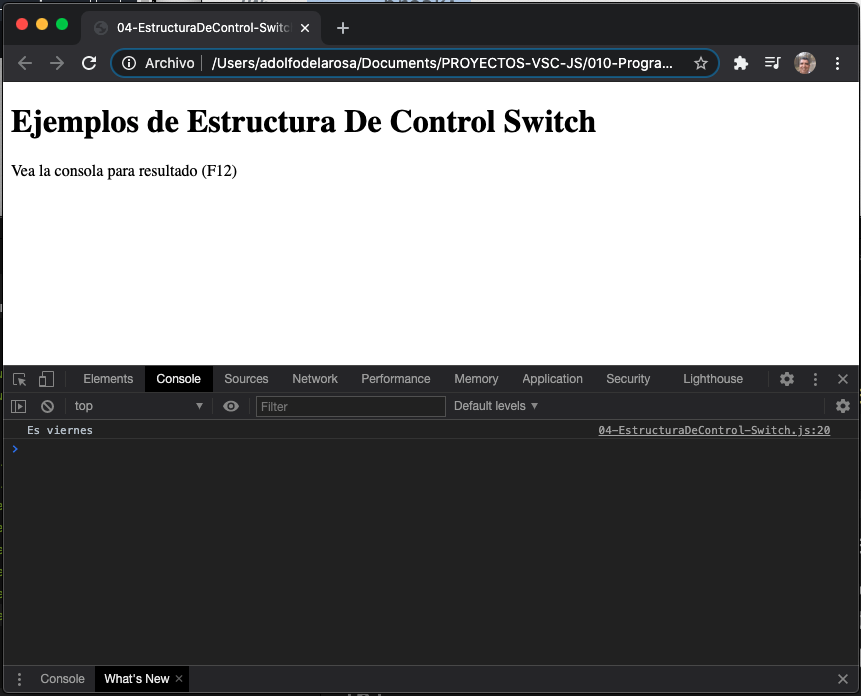 04-EstructuraDeControl-Switc
Archivo /Users/adolfodelarosa/Documents/PROYECTOS-VSC-JS/010-Progra...
Ejemplos de Estructura De Control Switch
Vea la consola para resultado (F12)
Elements Console Sources Network Performance Memory Application Security Lighthouse
top Filter Default levels
Es viernes 04-EstructuraDeControl-Switch.js:20
Console What's New